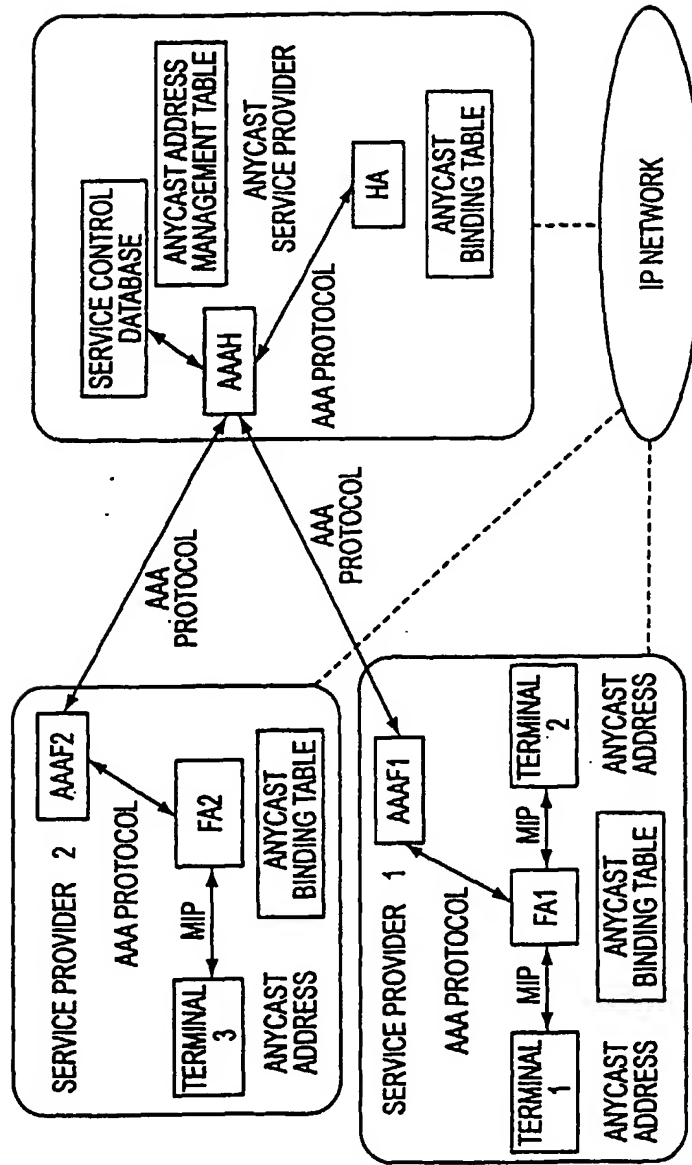 SERVICE PROVIDER 2
AAAF2
AAA PROTOCOL
FA2
MIP
TERMINAL
3
ANYCAST
ADDRESS
ANYCAST
BINDING TABLE
AAA
PROTOCOL
AAA
PROTOCOL
SERVICE CONTROL
DATABASE
ANYCAST ADDRESS
MANAGEMENT TABLE
AAAH
ANYCAST
SERVICE PROVIDER
AAA PROTOCOL
HA
ANYCAST
BINDING TABLE
SERVICE PROVIDER 1
AAAF1
AAA PROTOCOL
TERMINAL
1
MIP
FA1
MIP
TERMINAL
2
ANYCAST
ADDRESS
ANYCAST
BINDING TABLE
ANYCAST
ADDRESS
IP NETWORK